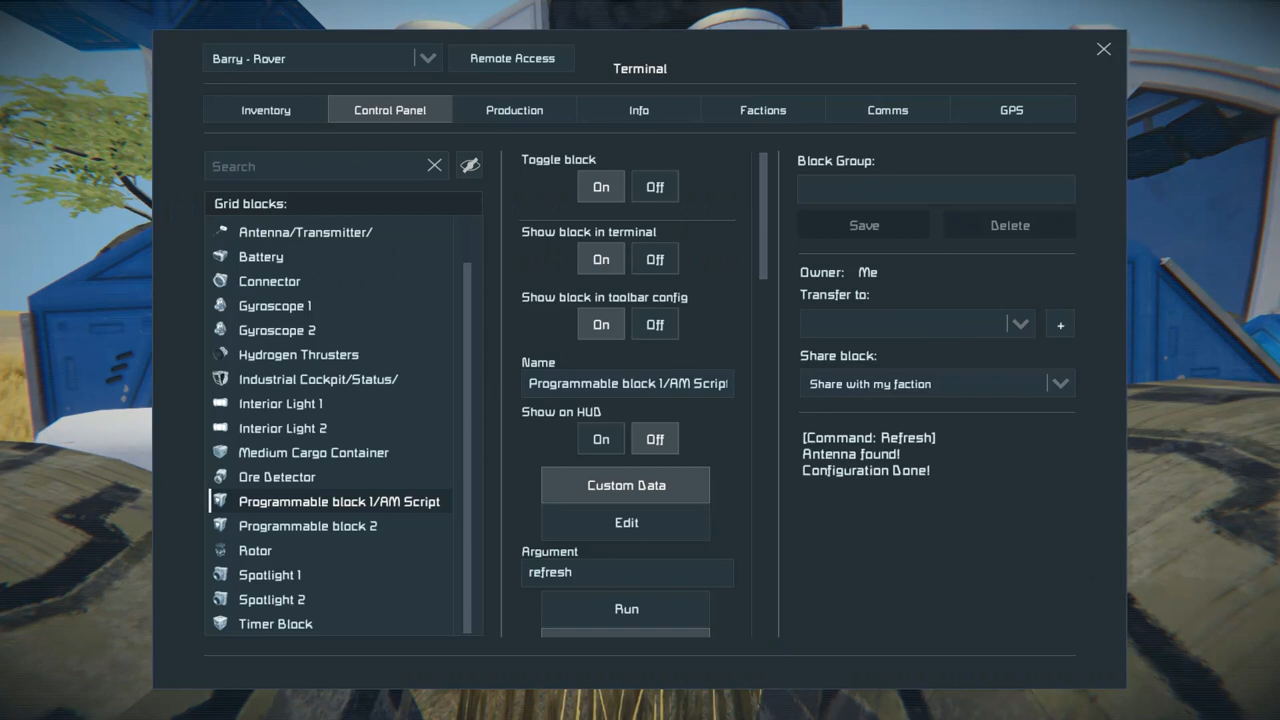 Barry - Rover
Remote Access
Terminal
Inventory
Control Panel
Production
Info
Factions
Comms
GPS
Search
Grid blocks:
Antenna/Transmitter/
Battery
Connector
Gyroscope 1
Gyroscope 2
Hydrogen Thrusters
Industrial Cockpit/Status/
Interior Light 1
Interior Light 2
Medium Cargo Container
Ore Detector
Programmable block 1/AM Script
Programmable block 2
Rotor
Spotlight 1
Spotlight 2
Timer Block
Toggle block
On Off
Show block in terminal
On Off
Show block in toolbar config
On Off
Name
Programmable block 1/AM Script
Show on HUD
On Off
Custom Data
Edit
Argument
refresh
Run
Block Group:
Save Delete
Owner: Me
Transfer to:
+
Share block:
Share with my faction
[Command: Refresh]
Antenna found!
Configuration Done!